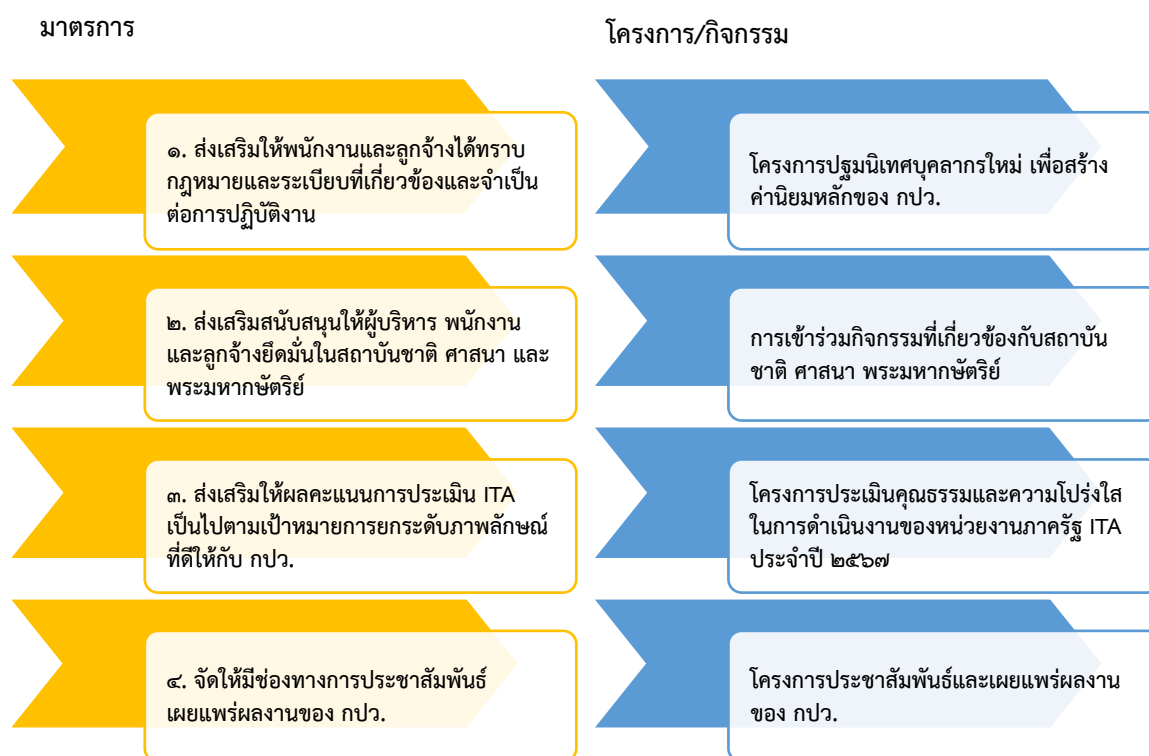 มาตรการ
โครงการ/กิจกรรม
๑. ส่งเสริมให้พนักงานและลูกจ้างได้ทราบ
กฎหมายและระเบียบที่เกี่ยวข้องและจำเป็น
ต่อการปฏิบัติงาน
โครงการปฐมนิเทศบุคลากรใหม่ เพื่อสร้าง
ค่านิยมหลักของ กปว.
๒. ส่งเสริมสนับสนุนให้ผู้บริหาร พนักงาน
และลูกจ้างยึดมั่นในสถาบันชาติ ศาสนา และ
พระมหากษัตริย์
การเข้าร่วมกิจกรรมที่เกี่ยวข้องกับสถาบัน
ชาติ ศาสนา พระมหากษัตริย์
๓. ส่งเสริมให้ผลคะแนนการประเมิน ITA
เป็นไปตามเป้าหมายการยกระดับภาพลักษณ์
ที่ดีให้กับ กปว.
โครงการประเมินคุณธรรมและความโปร่งใส
ในการดำเนินงานของหน่วยงานภาครัฐ ITA
ประจำปี ๒๕๖๗
๔. จัดให้มีช่องทางการประชาสัมพันธ์
เผยแพร่ผลงานของ กปว.
โครงการประชาสัมพันธ์และเผยแพร่ผลงาน
ของ กปว.